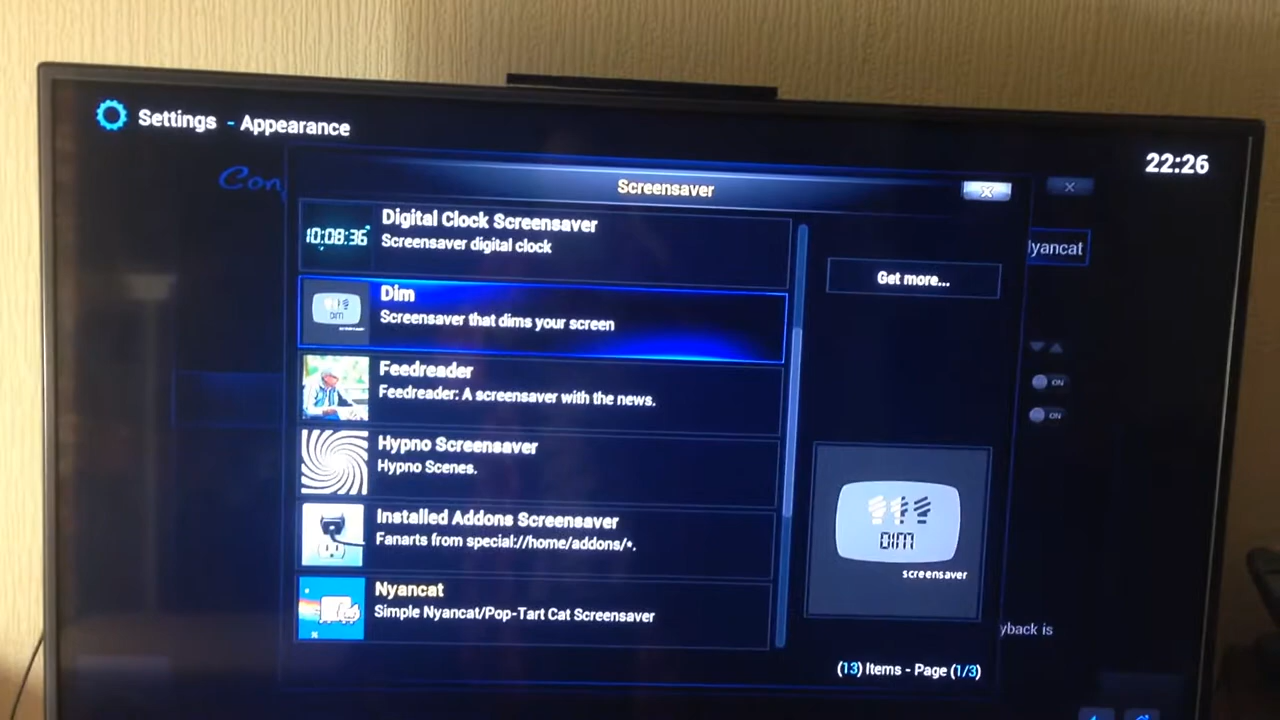 Settings - Appearance
22:26
Con
Screensaver
Digital Clock Screensaver
10:08:36
Screensaver digital clock
yancat
Get more...
Dim
DIM
Screensaver that dims your screen
Feedreader
Feedreader: A screensaver with the news.
ON
ON
Hypno Screensaver
Hypno Scenes.
Installed Addons Screensaver
Fanarts from special://home/addons/*.
DIM
screensaver
Nyancat
Simple Nyancat/Pop-Tart Cat Screensaver
yback is
(13) Items - Page (1/3)